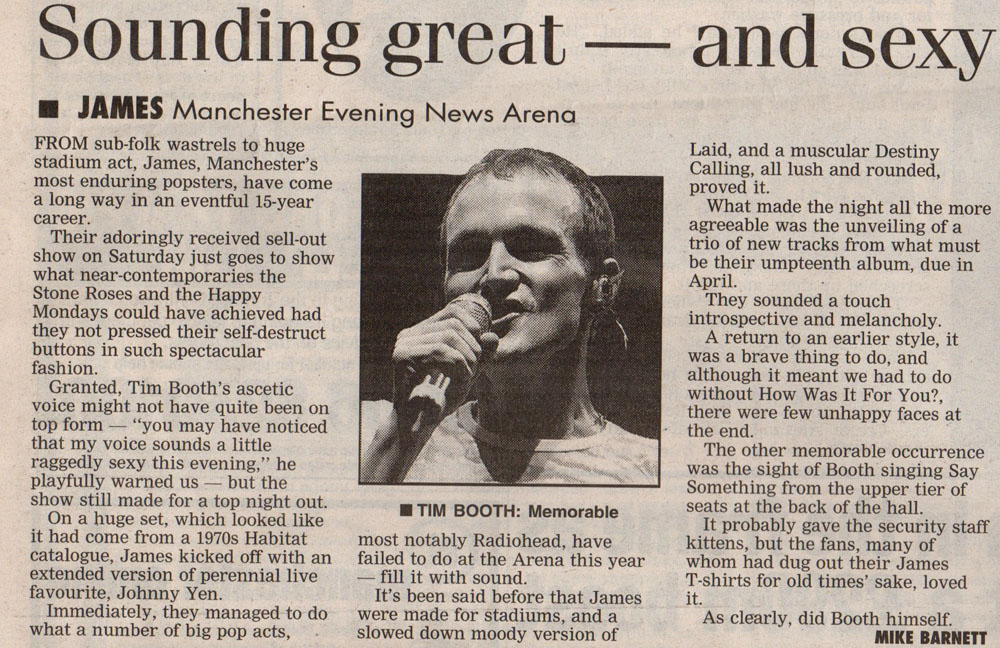 Sounding great — and sexy
■ JAMES Manchester Evening News Arena
FROM sub-folk wastrels to huge
stadium act, James, Manchester's
most enduring popsters, have come
a long way in an eventful 15-year
career.
Their adoringly received sell-out
show on Saturday just goes to show
what near-contemporaries the
Stone Roses and the Happy
Mondays could have achieved had
they not pressed their self-destruct
buttons in such spectacular
fashion.
Granted, Tim Booth's ascetic
voice might not have quite been on
top form — "you may have noticed
that my voice sounds a little
raggedly sexy this evening," he
playfully warned us — but the
show still made for a top night out.
On a huge set, which looked like
it had come from a 1970s Habitat
catalogue, James kicked off with an
extended version of perennial live
favourite, Johnny Yen.
Immediately, they managed to do
what a number of big pop acts,
■ TIM BOOTH: Memorable
most notably Radiohead, have
failed to do at the Arena this year
— fill it with sound.
It's been said before that James
were made for stadiums, and a
slowed down moody version of
Laid, and a muscular Destiny
Calling, all lush and rounded,
proved it.
What made the night all the more
agreeable was the unveiling of a
trio of new tracks from what must
be their umpteenth album, due in
April.
They sounded a touch
introspective and melancholy.
A return to an earlier style, it
was a brave thing to do, and
although it meant we had to do
without How Was It For You?,
there were few unhappy faces at
the end.
The other memorable occurrence
was the sight of Booth singing Say
Something from the upper tier of
seats at the back of the hall.
It probably gave the security staff
kittens, but the fans, many of
whom had dug out their James
T-shirts for old times' sake, loved
it.
As clearly, did Booth himself.
MIKE BARNETT